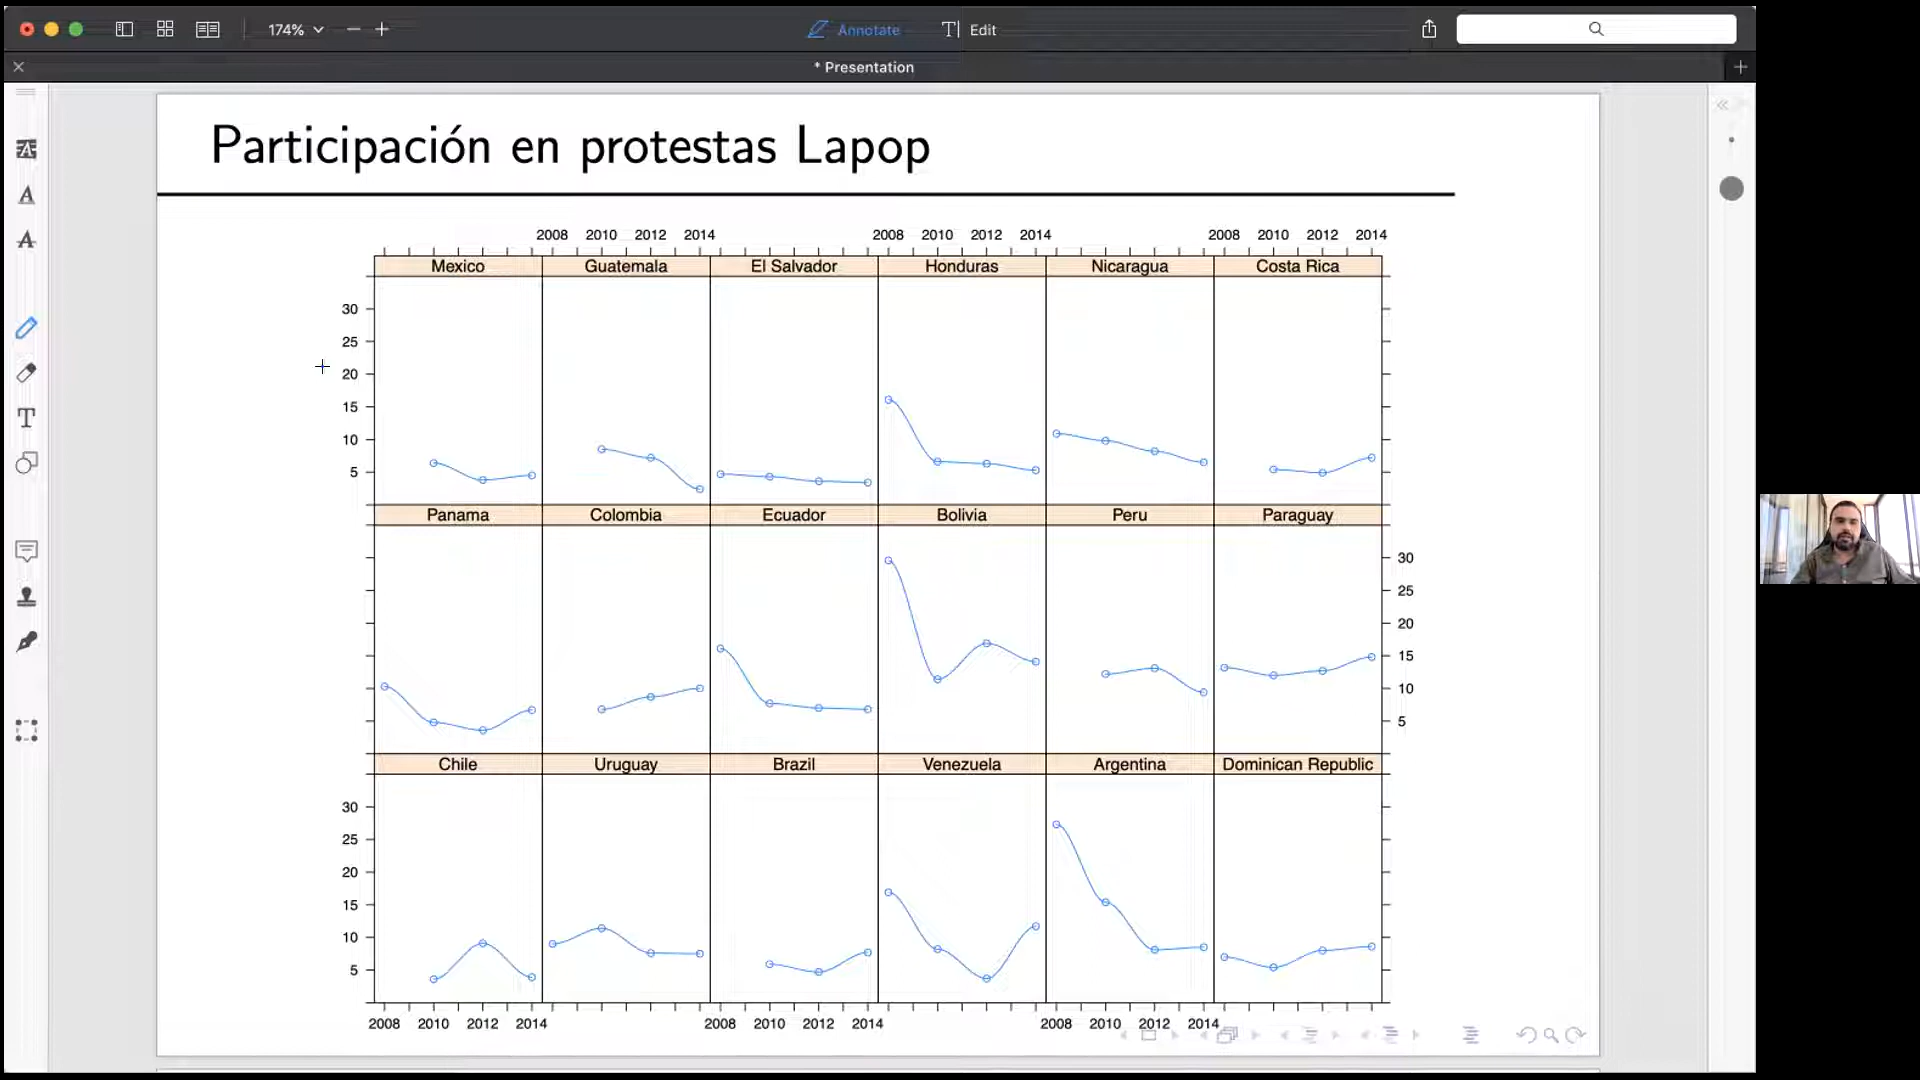 174%
Annotate
Edit
* Presentation
Participación en protestas Lapop
2008 2010 2012 2014 2008 2010 2012 2014 2008 2010 2012 2014
Mexico Guatemala El Salvador Honduras Nicaragua Costa Rica
30
25
20
15
10
5
Panama Colombia Ecuador Bolivia Peru Paraguay
30
25
20
15
10
5
Chile Uruguay Brazil Venezuela Argentina Dominican Republic
30
25
20
15
10
5
2008 2010 2012 2014 2008 2010 2012 2014 2008 2010 2012 2014